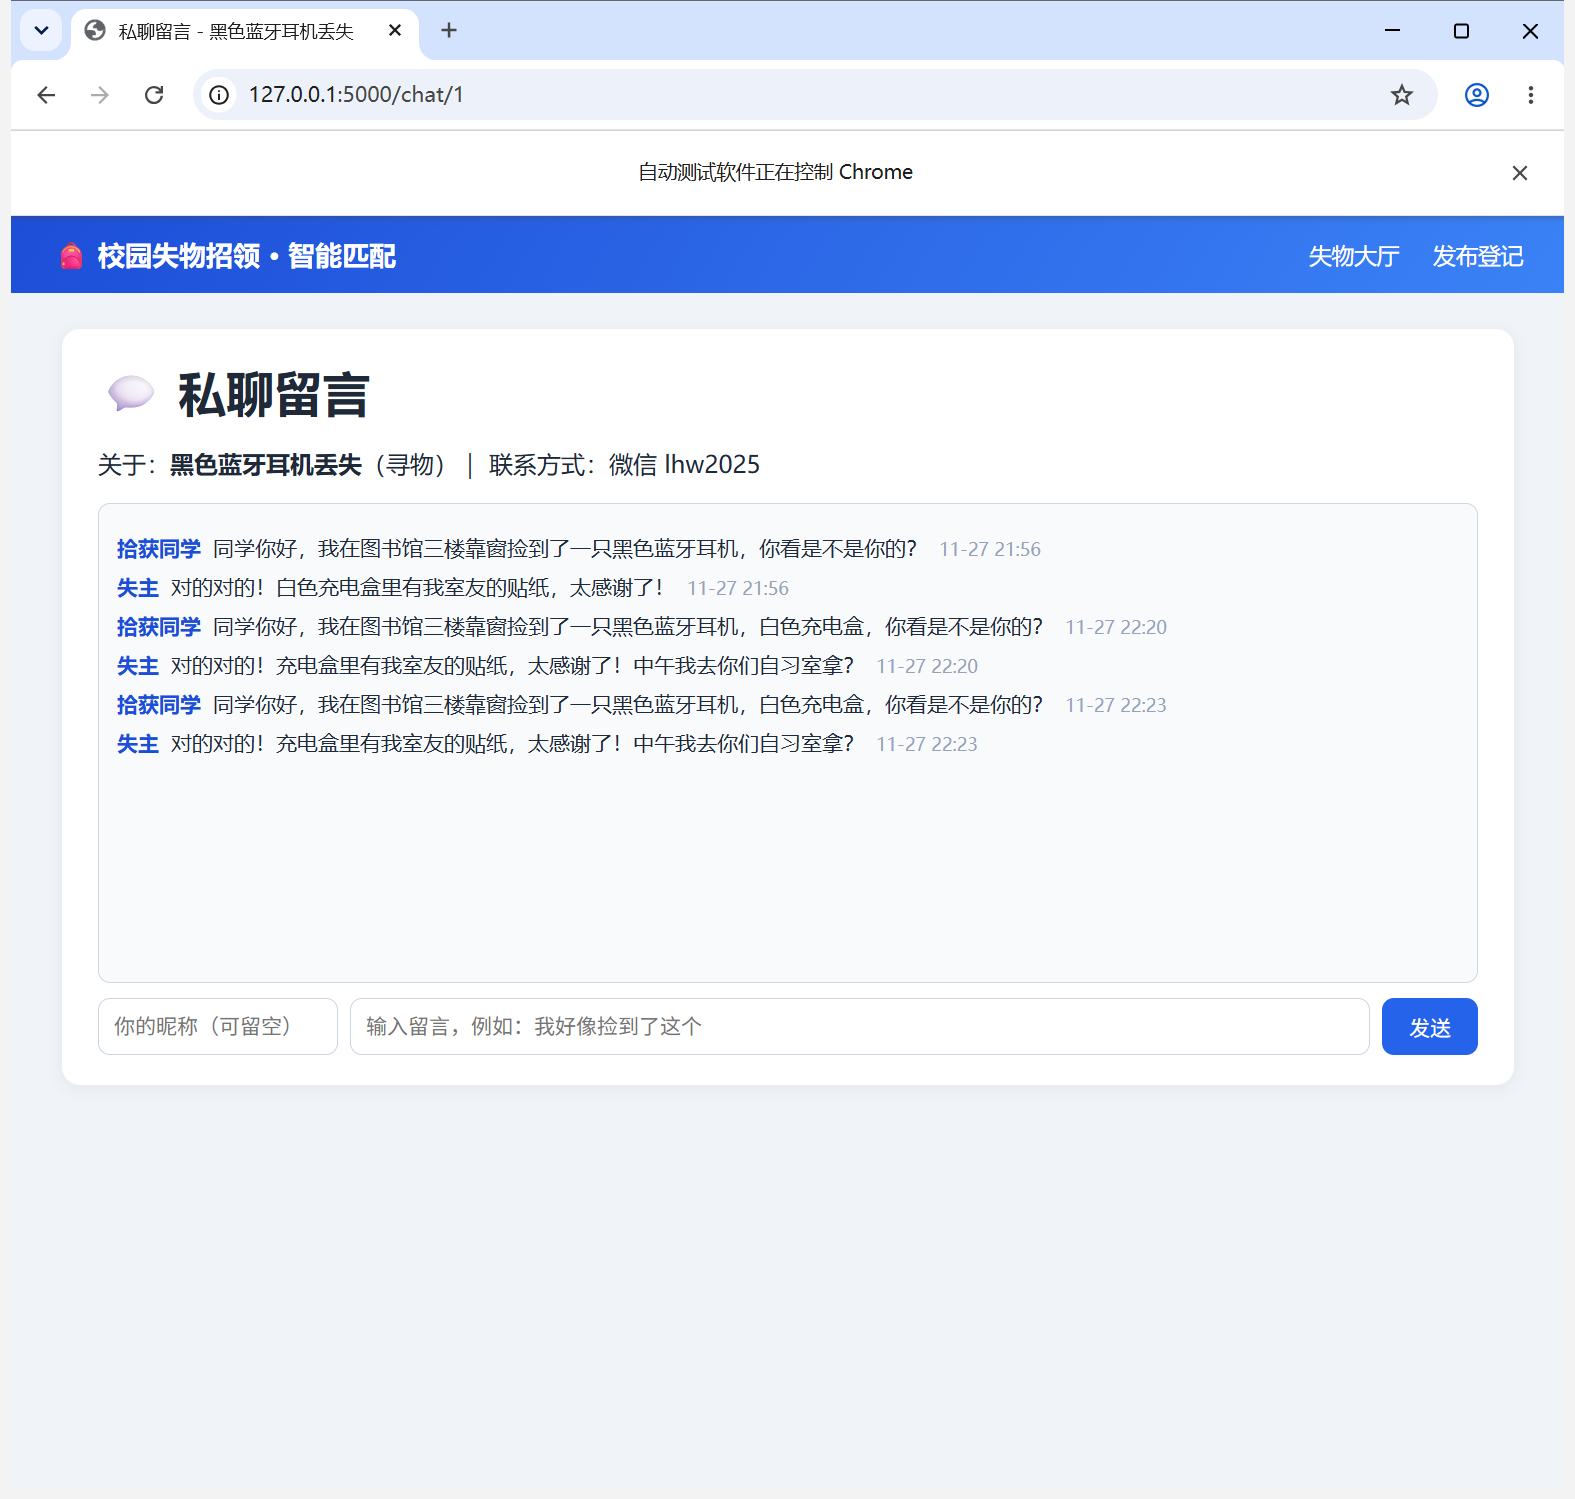 私聊留言 - 黑色蓝牙耳机丢失
127.0.0.1:5000/chat/1
自动测试软件正在控制 Chrome
校园失物招领 • 智能匹配 失物大厅 发布登记
私聊留言
关于：黑色蓝牙耳机丢失（寻物） | 联系方式：微信 lhw2025
拾获同学 同学你好，我在图书馆三楼靠窗捡到了一只黑色蓝牙耳机，你看是不是你的？ 11-27 21:56
失主 对的对的！白色充电盒里有我室友的贴纸，太感谢了！ 11-27 21:56
拾获同学 同学你好，我在图书馆三楼靠窗捡到了一只黑色蓝牙耳机，白色充电盒，你看是不是你的？ 11-27 22:20
失主 对的对的！充电盒里有我室友的贴纸，太感谢了！中午我去你们自习室拿？ 11-27 22:20
拾获同学 同学你好，我在图书馆三楼靠窗捡到了一只黑色蓝牙耳机，白色充电盒，你看是不是你的？ 11-27 22:23
失主 对的对的！充电盒里有我室友的贴纸，太感谢了！中午我去你们自习室拿？ 11-27 22:23
你的昵称（可留空） 输入留言，例如：我好像捡到了这个 发送